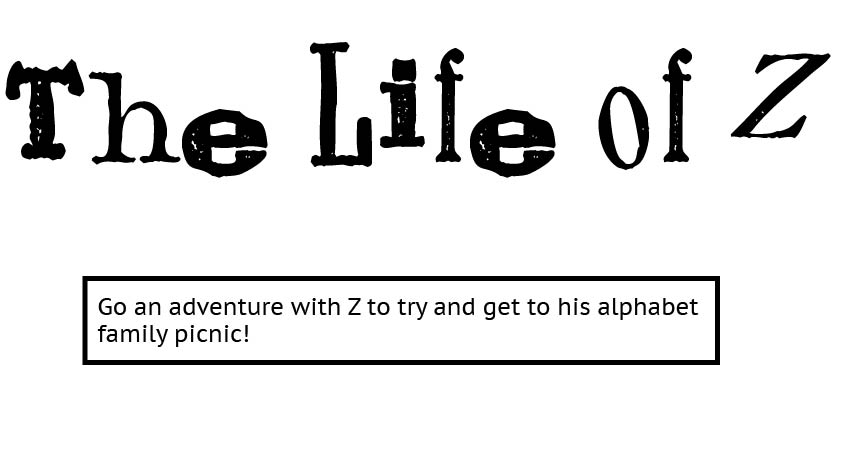 The Life of Z
Go an adventure with Z to try and get to his alphabet
family picnic!